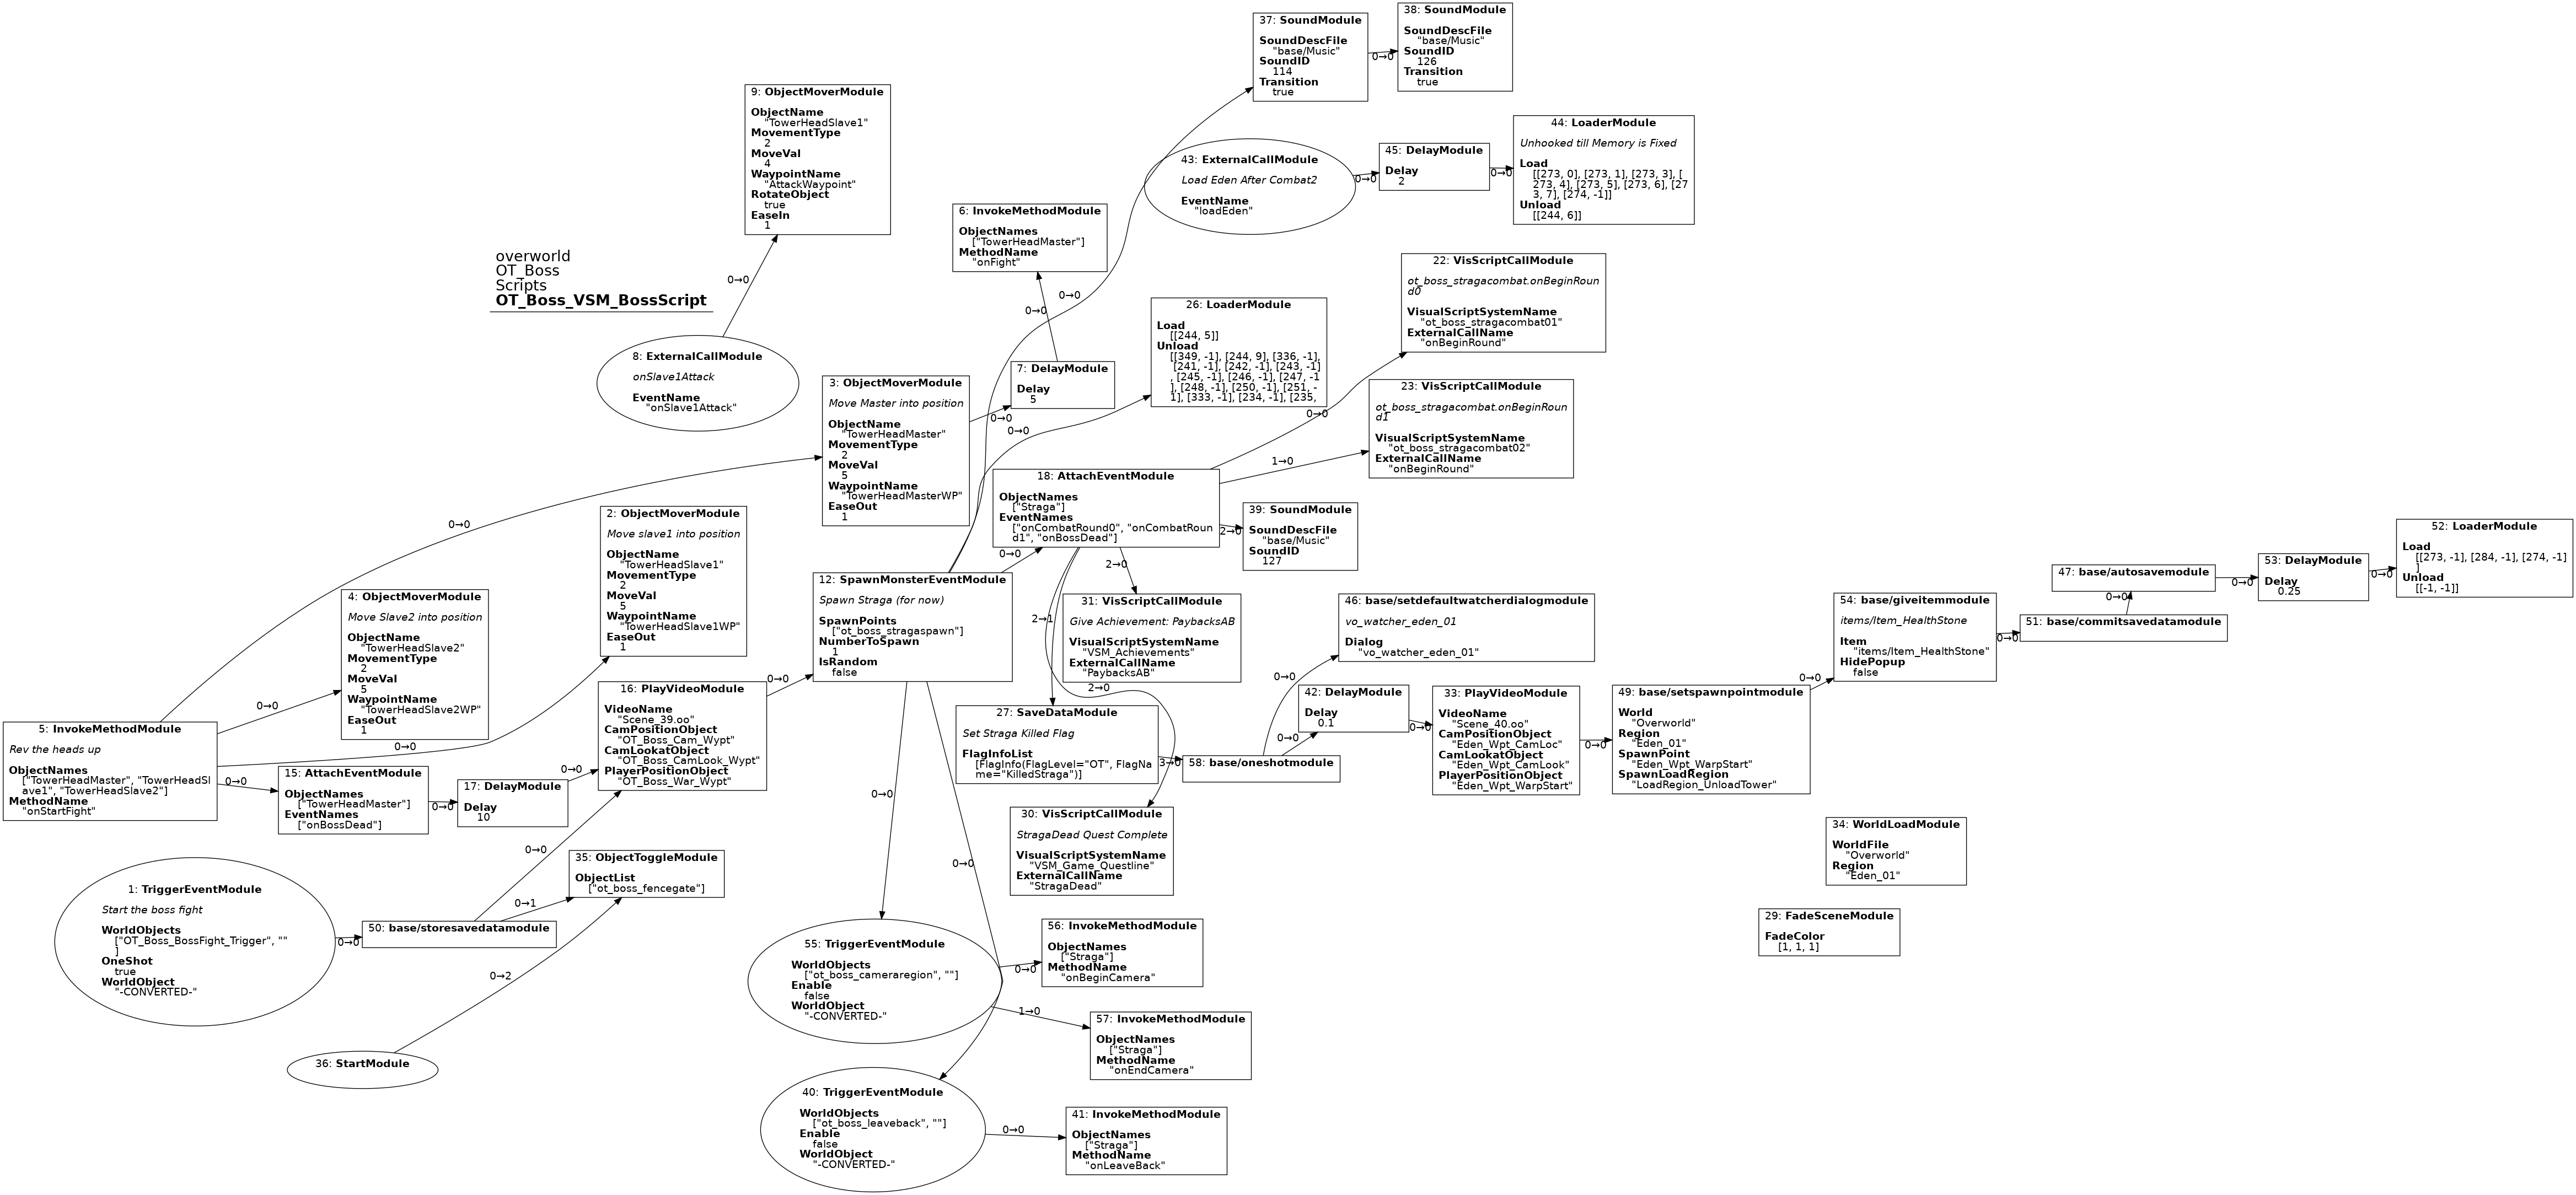 overworld
OT_Boss
Scripts
OT_Boss_VSM_BossScript
37: SoundModule
SoundDescFile
"base/Music"
SoundID
114
Transition
true
0→0
38: SoundModule
SoundDescFile
"base/Music"
SoundID
126
Transition
true
9: ObjectMoverModule
ObjectName
"TowerHeadSlave1"
MovementType
2
MoveVal
4
WaypointName
"AttackWaypoint"
RotateObject
true
EaseIn
1
0→0
8: ExternalCallModule
onSlave1Attack
EventName
"onSlave1Attack"
43: ExternalCallModule
Load Eden After Combat2
EventName
"loadEden"
0→0
45: DelayModule
Delay
2
0→0
44: LoaderModule
Unhooked till Memory is Fixed
Load
[[273, 0], [273, 1], [273, 3], [
273, 4], [273, 5], [273, 6], [27
3, 7], [274, -1]]
Unload
[[244, 6]]
6: InvokeMethodModule
ObjectNames
["TowerHeadMaster"]
MethodName
"onFight"
0→0
0→0
7: DelayModule
Delay
5
0→0
26: LoaderModule
Load
[[244, 5]]
Unload
[[349, -1], [244, 9], [336, -1],
[241, -1], [242, -1], [243, -1]
, [245, -1], [246, -1], [247, -1
], [248, -1], [250, -1], [251, -
1], [333, -1], [234, -1], [235,
0→0
22: VisScriptCallModule
ot_boss_stragacombat.onBeginRoun
d0
VisualScriptSystemName
"ot_boss_stragacombat01"
ExternalCallName
"onBeginRound"
0→0
23: VisScriptCallModule
ot_boss_stragacombat.onBeginRoun
d1
VisualScriptSystemName
"ot_boss_stragacombat02"
ExternalCallName
"onBeginRound"
1→0
3: ObjectMoverModule
Move Master into position
ObjectName
"TowerHeadMaster"
MovementType
2
MoveVal
5
WaypointName
"TowerHeadMasterWP"
EaseOut
1
0→0
2: ObjectMoverModule
Move slave1 into position
ObjectName
"TowerHeadSlave1"
MovementType
2
MoveVal
5
WaypointName
"TowerHeadSlave1WP"
EaseOut
1
0→0
4: ObjectMoverModule
Move Slave2 into position
ObjectName
"TowerHeadSlave2"
MovementType
2
MoveVal
5
WaypointName
"TowerHeadSlave2WP"
EaseOut
1
0→0
5: InvokeMethodModule
Rev the heads up
ObjectNames
["TowerHeadMaster", "TowerHeadSl
ave1", "TowerHeadSlave2"]
MethodName
"onStartFight"
0→0
15: AttachEventModule
ObjectNames
["TowerHeadMaster"]
EventNames
["onBossDead"]
0→0
17: DelayModule
Delay
10
0→0
16: PlayVideoModule
VideoName
"Scene_39.oo"
CamPositionObject
"OT_Boss_Cam_Wypt"
CamLookatObject
"OT_Boss_CamLook_Wypt"
PlayerPositionObject
"OT_Boss_War_Wypt"
0→0
12: SpawnMonsterEventModule
Spawn Straga (for now)
SpawnPoints
["ot_boss_stragaspawn"]
NumberToSpawn
1
IsRandom
false
0→0
18: AttachEventModule
ObjectNames
["Straga"]
EventNames
["onCombatRound0", "onCombatRoun
d1", "onBossDead"]
2→0
39: SoundModule
SoundDescFile
"base/Music"
SoundID
127
2→0
31: VisScriptCallModule
Give Achievement: PaybacksAB
VisualScriptSystemName
"VSM_Achievements"
ExternalCallName
"PaybacksAB"
2→1
2→0
27: SaveDataModule
Set Straga Killed Flag
FlagInfoList
[FlagInfo(FlagLevel="OT", FlagNa
me="KilledStraga")]
3→0
58: base/oneshotmodule
0→0
46: base/setdefaultwatcherdialogmodule
vo_watcher_eden_01
Dialog
"vo_watcher_eden_01"
0→0
42: DelayModule
Delay
0.1
0→0
33: PlayVideoModule
VideoName
"Scene_40.oo"
CamPositionObject
"Eden_Wpt_CamLoc"
CamLookatObject
"Eden_Wpt_CamLook"
PlayerPositionObject
"Eden_Wpt_WarpStart"
0→0
49: base/setspawnpointmodule
World
"Overworld"
Region
"Eden_01"
SpawnPoint
"Eden_Wpt_WarpStart"
SpawnLoadRegion
"LoadRegion_UnloadTower"
0→0
54: base/giveitemmodule
items/Item_HealthStone
Item
"items/Item_HealthStone"
HidePopup
false
0→0
51: base/commitsavedatamodule
0→0
47: base/autosavemodule
0→0
53: DelayModule
Delay
0.25
0→0
52: LoaderModule
Load
[[273, -1], [284, -1], [274, -1]
]
Unload
[[-1, -1]]
30: VisScriptCallModule
StragaDead Quest Complete
VisualScriptSystemName
"VSM_Game_Questline"
ExternalCallName
"StragaDead"
34: WorldLoadModule
WorldFile
"Overworld"
Region
"Eden_01"
29: FadeSceneModule
FadeColor
[1, 1, 1]
1: TriggerEventModule
Start the boss fight
WorldObjects
["OT_Boss_BossFight_Trigger", ""
]
OneShot
true
WorldObject
"-CONVERTED-"
0→0
50: base/storesavedatamodule
0→0
0→1
35: ObjectToggleModule
ObjectList
["ot_boss_fencegate"]
0→2
36: StartModule
0→0
0→0
55: TriggerEventModule
WorldObjects
["ot_boss_cameraregion", ""]
Enable
false
WorldObject
"-CONVERTED-"
0→0
56: InvokeMethodModule
ObjectNames
["Straga"]
MethodName
"onBeginCamera"
1→0
57: InvokeMethodModule
ObjectNames
["Straga"]
MethodName
"onEndCamera"
40: TriggerEventModule
WorldObjects
["ot_boss_leaveback", ""]
Enable
false
WorldObject
"-CONVERTED-"
0→0
41: InvokeMethodModule
ObjectNames
["Straga"]
MethodName
"onLeaveBack"